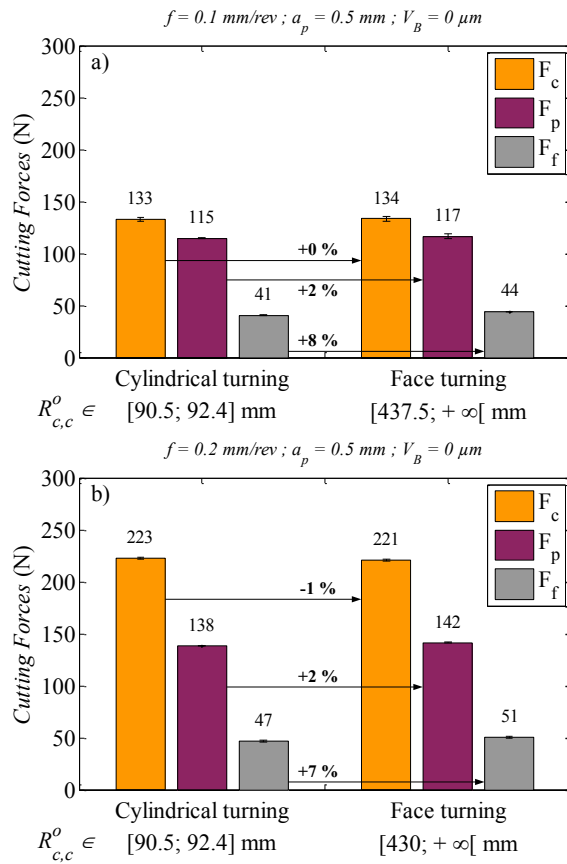 f = 0.1 mm/rev ; a_p = 0.5 mm ; V_B = 0 µm
a)
Cutting Forces (N)
300
250
200
150
100
50
0
F_c
F_p
F_f
133
115
41
134
117
44
+0 %
+2 %
+8 %
Cylindrical turning
Face turning
R^o_{c,c} ∈ [90.5; 92.4] mm [437.5; + ∞[ mm
f = 0.2 mm/rev ; a_p = 0.5 mm ; V_B = 0 µm
b)
Cutting Forces (N)
300
250
200
150
100
50
0
F_c
F_p
F_f
223
138
47
221
142
51
-1 %
+2 %
+7 %
Cylindrical turning
Face turning
R^o_{c,c} ∈ [90.5; 92.4] mm [430; + ∞[ mm